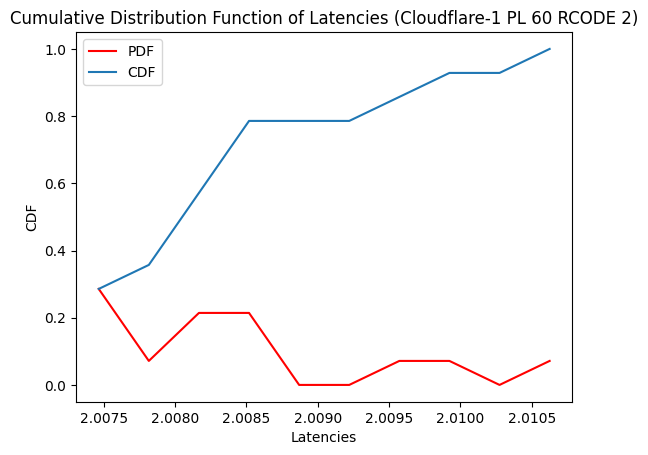 Cumulative Distribution Function of Latencies (Cloudflare-1 PL 60 RCODE 2)
PDF
CDF
1.0
0.8
0.6
0.4
0.2
0.0
CDF
2.0075 2.0080 2.0085 2.0090 2.0095 2.0100 2.0105
Latencies